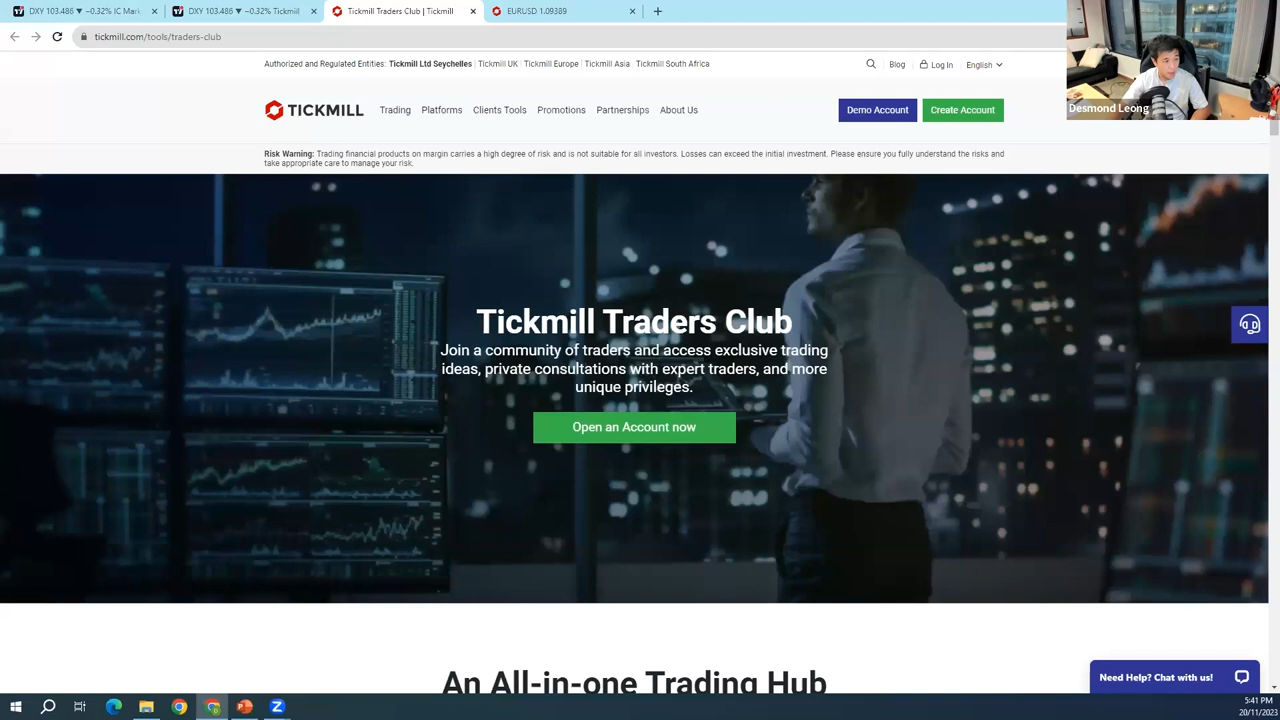 DXY 103.486 ▼ −0.32% IC Mar
DXY 103.486 ▼ −0.32% Tickmill
Tickmill Traders Club | Tickmill
EURUSD 1.09389
tickmill.com/tools/traders-club
Authorized and Regulated Entities: Tickmill Ltd Seychelles | Tickmill UK | Tickmill Europe | Tickmill Asia | Tickmill South Africa
Blog
Log In
English
TICKMILL
Trading
Platforms
Clients Tools
Promotions
Partnerships
About Us
Demo Account
Create Account
Desmond Leong
Risk Warning: Trading financial products on margin carries a high degree of risk and is not suitable for all investors. Losses can exceed the initial investment. Please ensure you fully understand the risks and
take appropriate care to manage your risk.
Tickmill Traders Club
Join a community of traders and access exclusive trading
ideas, private consultations with expert traders, and more
unique privileges.
Open an Account now
An All-in-one Trading Hub
Need Help? Chat with us!
5:41 PM
20/11/2023